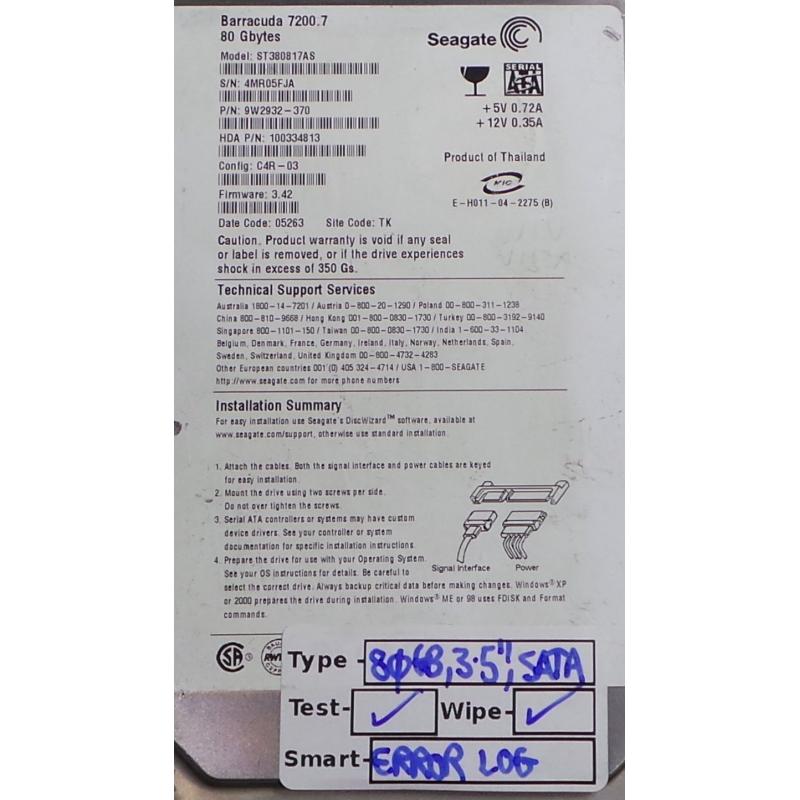 Barracuda 7200.7
80 Gbytes
Model: ST380817AS
S/N: 4MR05FJA
P/N: 9W2932-370
HDA P/N: 100334813
Config: C4R-03
Firmware: 3.42
Date Code: 05263 Site Code: TK
Seagate
SERIAL
ATA
+5V 0.72A
+12V 0.35A
Product of Thailand
MIC
E-H011-04-2275 (B)
Caution. Product warranty is void if any seal
or label is removed, or if the drive experiences
shock in excess of 350 Gs.
Technical Support Services
Australia 1800-14-7201 / Austria 0-800-20-1290 / Poland 00-800-311-1238
China 800-810-9668 / Hong Kong 001-800-0830-1730 / Turkey 00-800-3192-9140
Singapore 800-1101-150 / Taiwan 00-800-0830-1730 / India 1-600-33-1104
Belgium, Denmark, France, Germany, Ireland, Italy, Norway, Netherlands, Spain,
Sweden, Switzerland, United Kingdom 00-800-4732-4283
Other European countries 001 (0) 405 324-4714 / USA 1-800-SEAGATE
http://www.seagate.com for more phone numbers
Installation Summary
For easy installation use Seagate's DiscWizard™ software, available at
www.seagate.com/support, otherwise use standard installation.
1. Attach the cables. Both the signal interface and power cables are keyed
for easy installation.
2. Mount the drive using two screws per side.
Do not over tighten the screws.
3. Serial ATA controllers or systems may have custom
device drivers. See your controller or system
documentation for specific installation instructions.
4. Prepare the drive for use with your Operating System.
See your OS instructions for details. Be careful to
select the correct drive. Always backup critical data before making changes. Windows® XP
or 2000 prepares the drive during installation. Windows® ME or 98 uses FDISK and Format
commands.
Signal Interface Power
Type - 80GB, 3.5", SATA
Test- ✓ Wipe- ✓
Smart- ERROR LOG